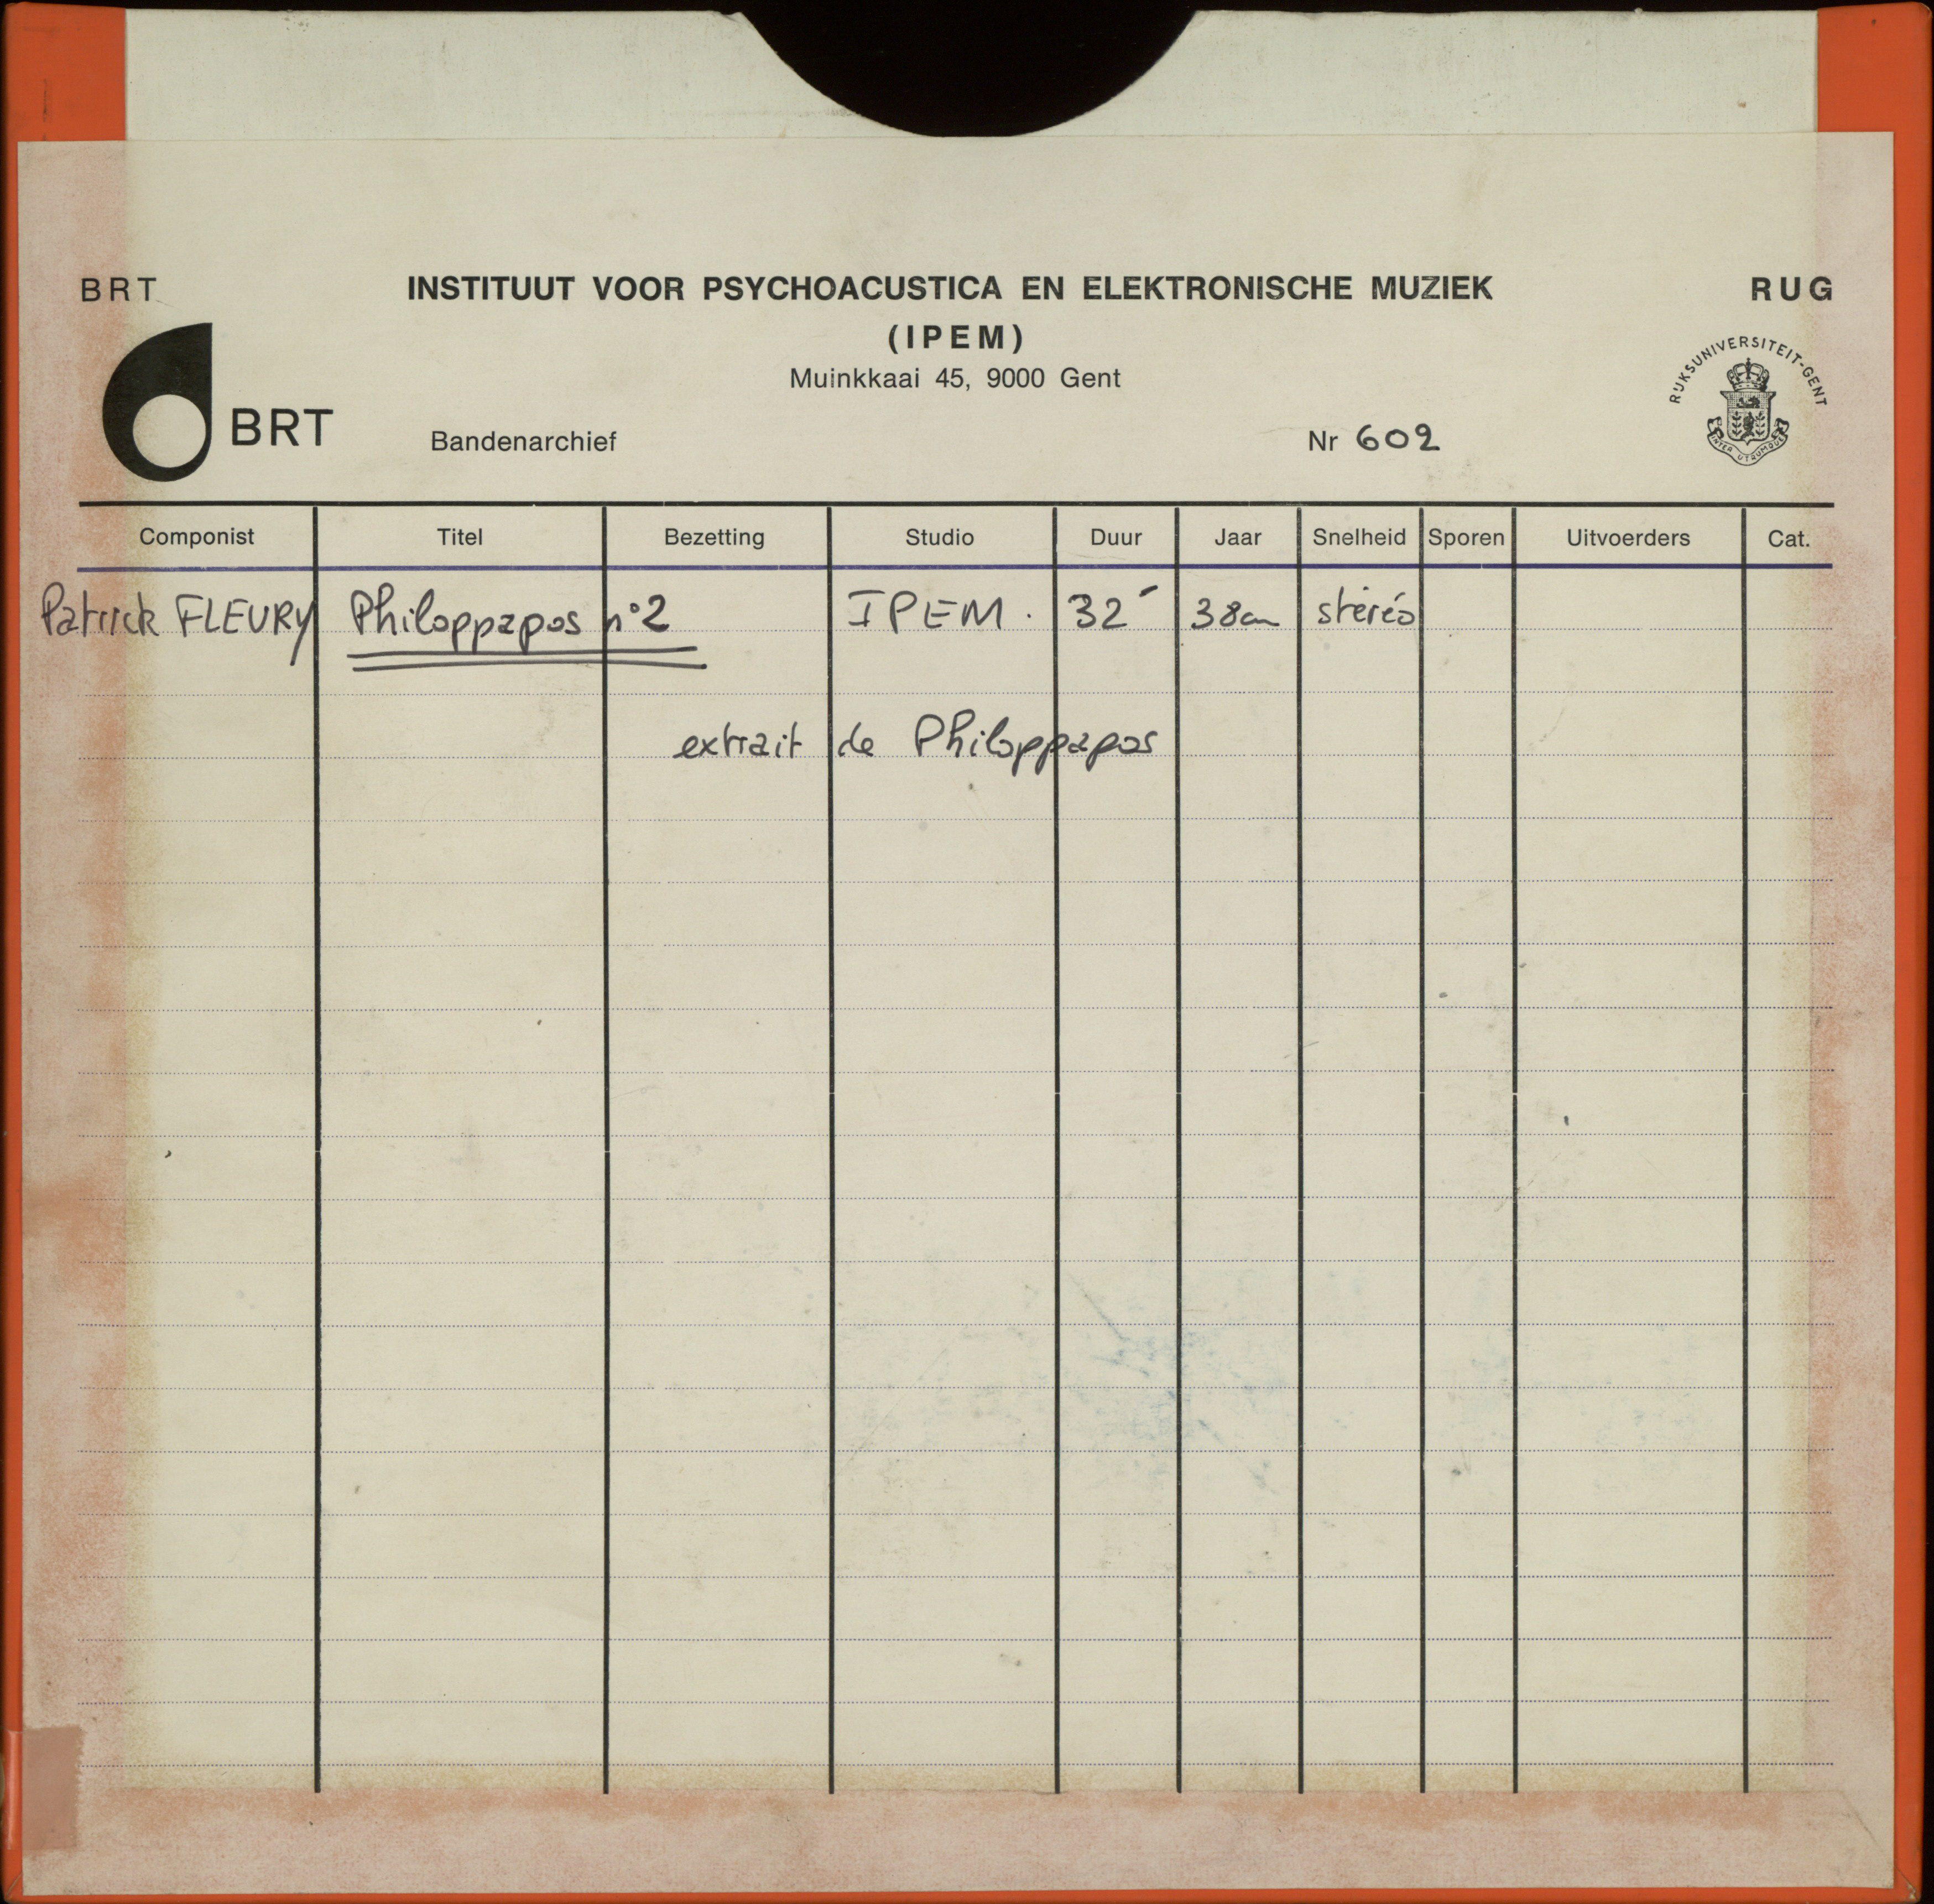 BRT INSTITUUT VOOR PSYCHOACUSTICA EN ELEKTRONISCHE MUZIEK RUG
(IPEM)
Muinkkaai 45, 9000 Gent
RIJKSUNIVERSITEIT-GENT
INTER UTRUMQUE
BRT Bandenarchief Nr 602
Componist Titel Bezetting Studio Duur Jaar Snelheid Sporen Uitvoerders Cat.
Patrick FLEURY Philoppapos n°2 IPEM. 32' 38cm stéréo
extrait de Philoppapos